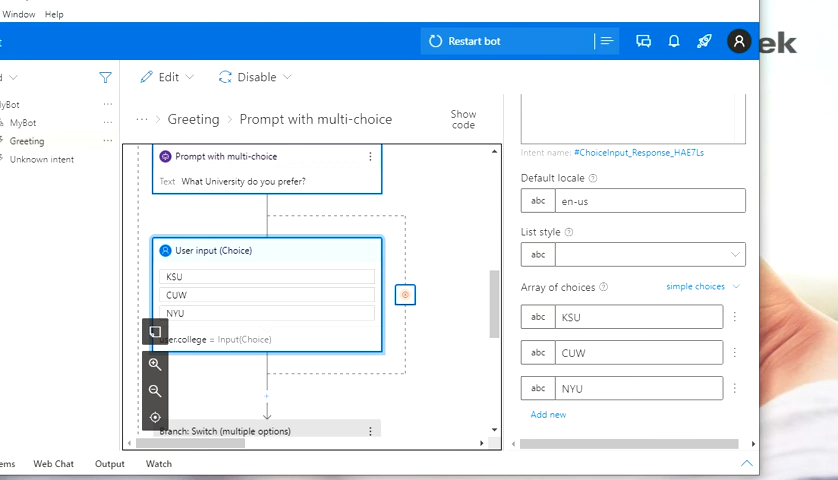 Window Help
Restart bot
ek
Edit
Disable
yBot
MyBot
Greeting
Unknown intent
Greeting > Prompt with multi-choice
Show code
Prompt with multi-choice
Text What University do you prefer?
User input (Choice)
KSU
CUW
NYU
user.college = Input(Choice)
Branch: Switch (multiple options)
Intent name: #ChoiceInput_Response_HAE7Ls
Default locale
abc en-us
List style
abc
Array of choices
simple choices
abc KSU
abc CUW
abc NYU
Add new
ems Web Chat Output Watch